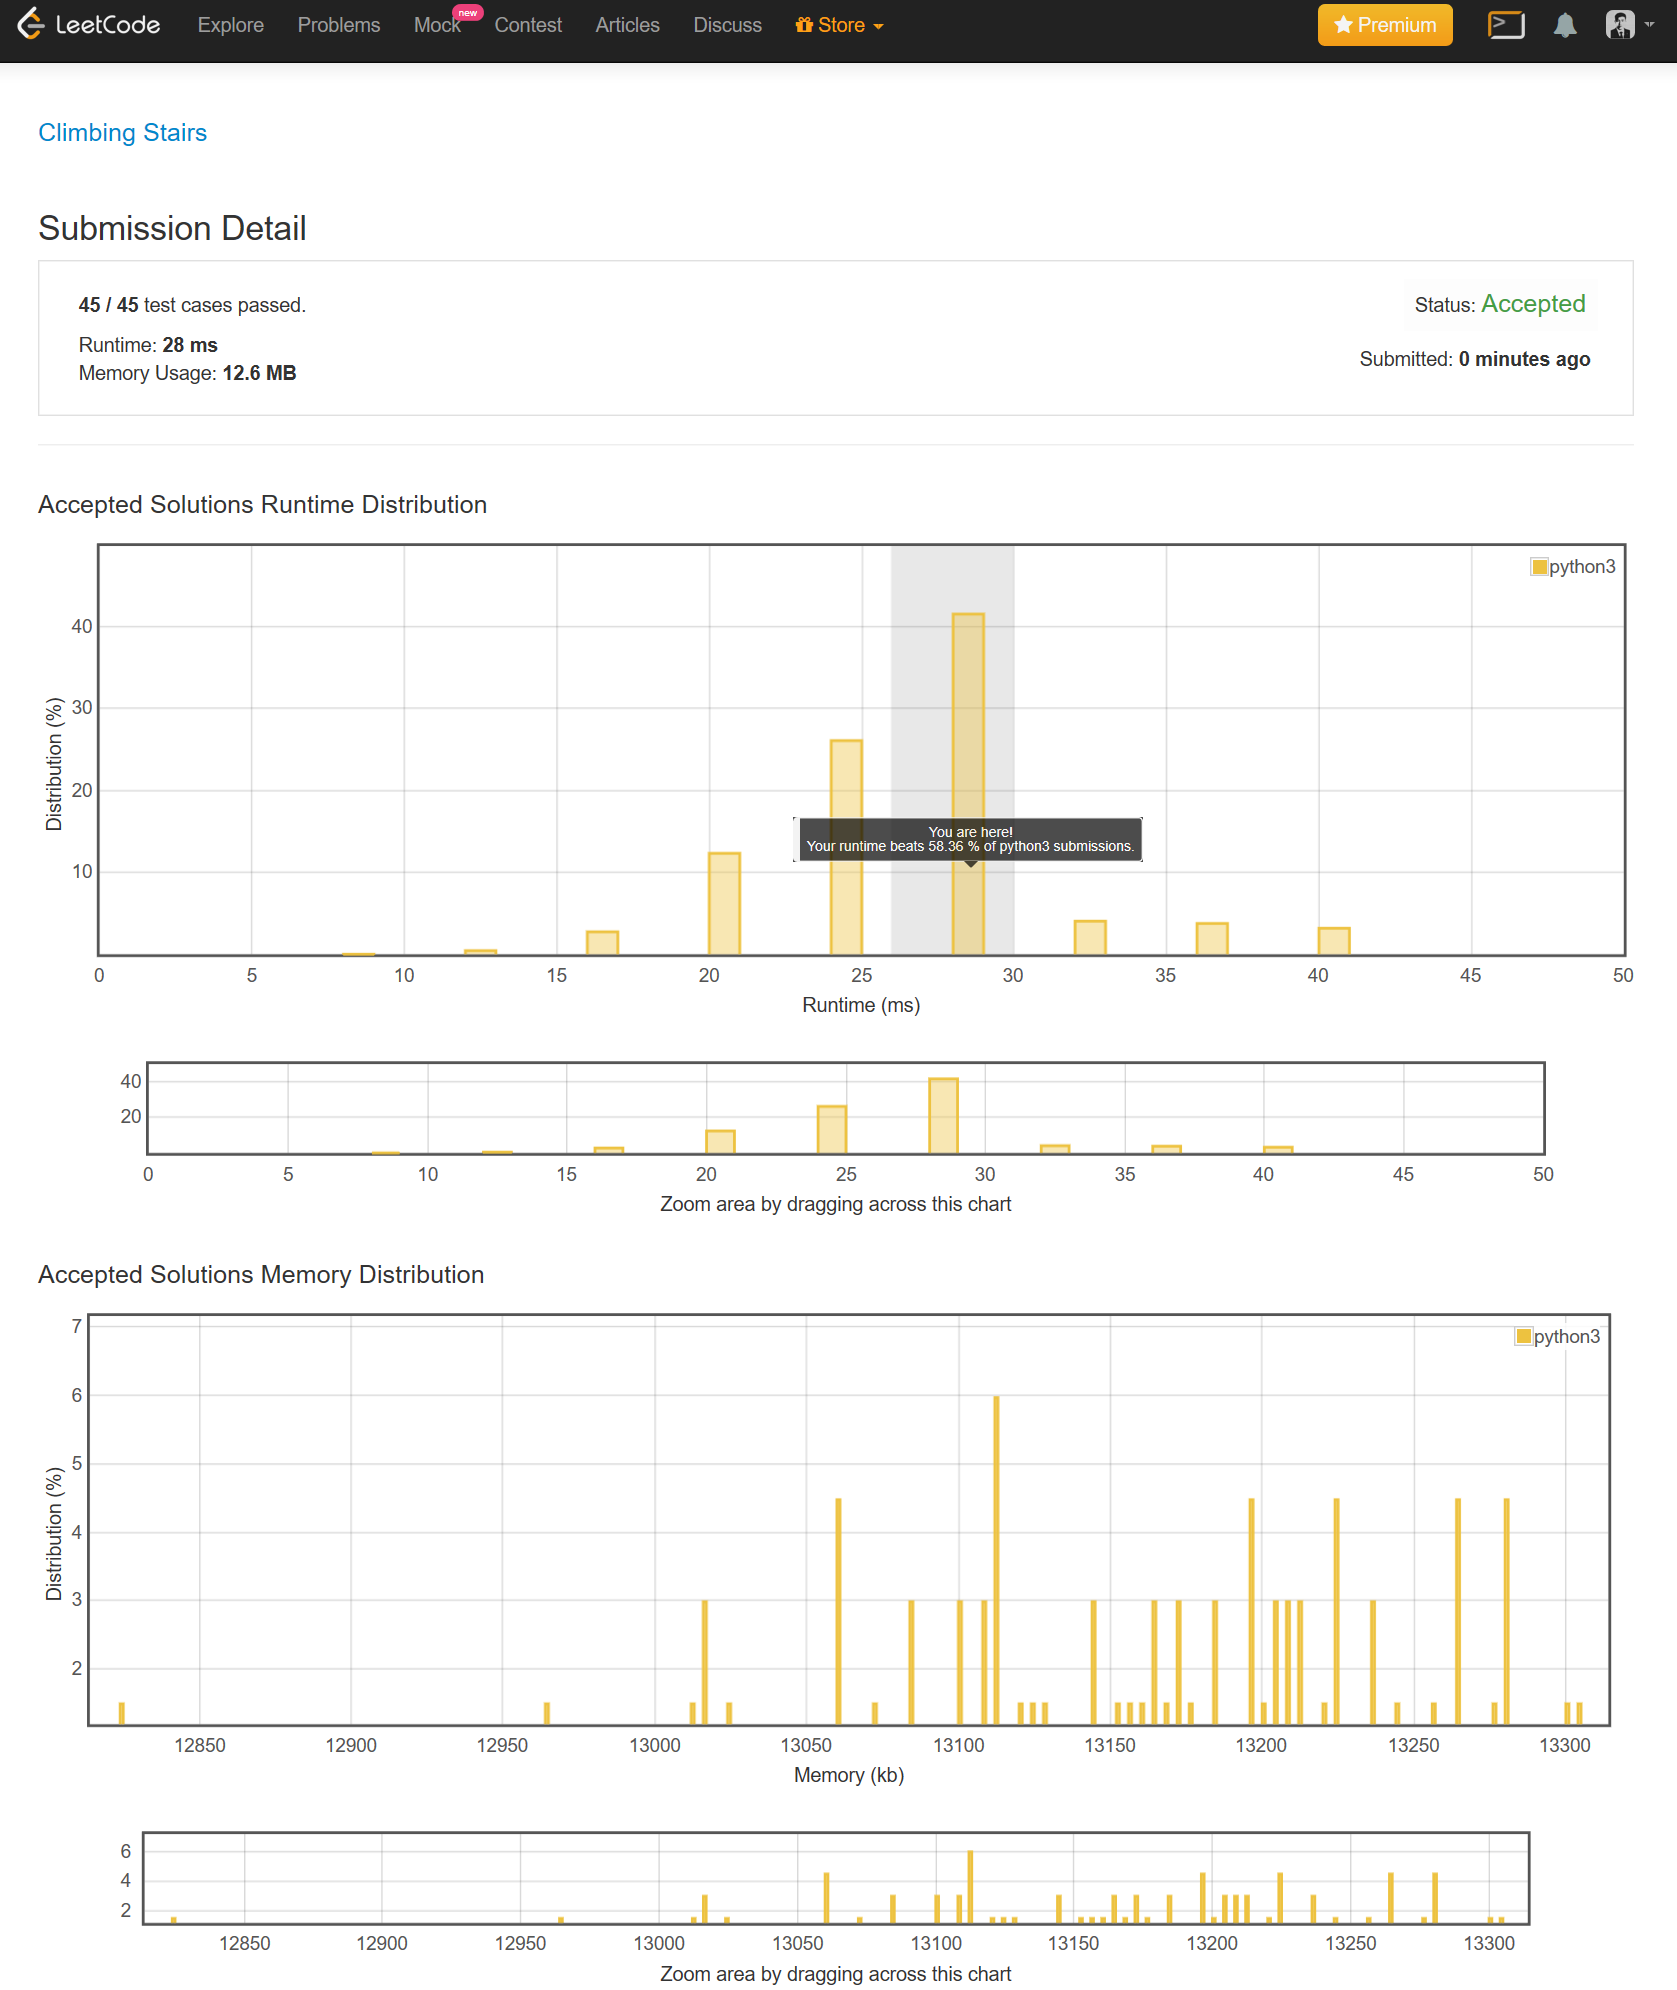 LeetCode Explore Problems Mock new Contest Articles Discuss Store Premium
Climbing Stairs
Submission Detail
45 / 45 test cases passed.
Status: Accepted
Runtime: 28 ms
Submitted: 0 minutes ago
Memory Usage: 12.6 MB
Accepted Solutions Runtime Distribution
python3
40
30
20
10
Distribution (%)
You are here!
Your runtime beats 58.36 % of python3 submissions.
0 5 10 15 20 25 30 35 40 45 50
Runtime (ms)
40
20
0 5 10 15 20 25 30 35 40 45 50
Zoom area by dragging across this chart
Accepted Solutions Memory Distribution
python3
7
6
5
4
3
2
Distribution (%)
12850 12900 12950 13000 13050 13100 13150 13200 13250 13300
Memory (kb)
6
4
2
12850 12900 12950 13000 13050 13100 13150 13200 13250 13300
Zoom area by dragging across this chart